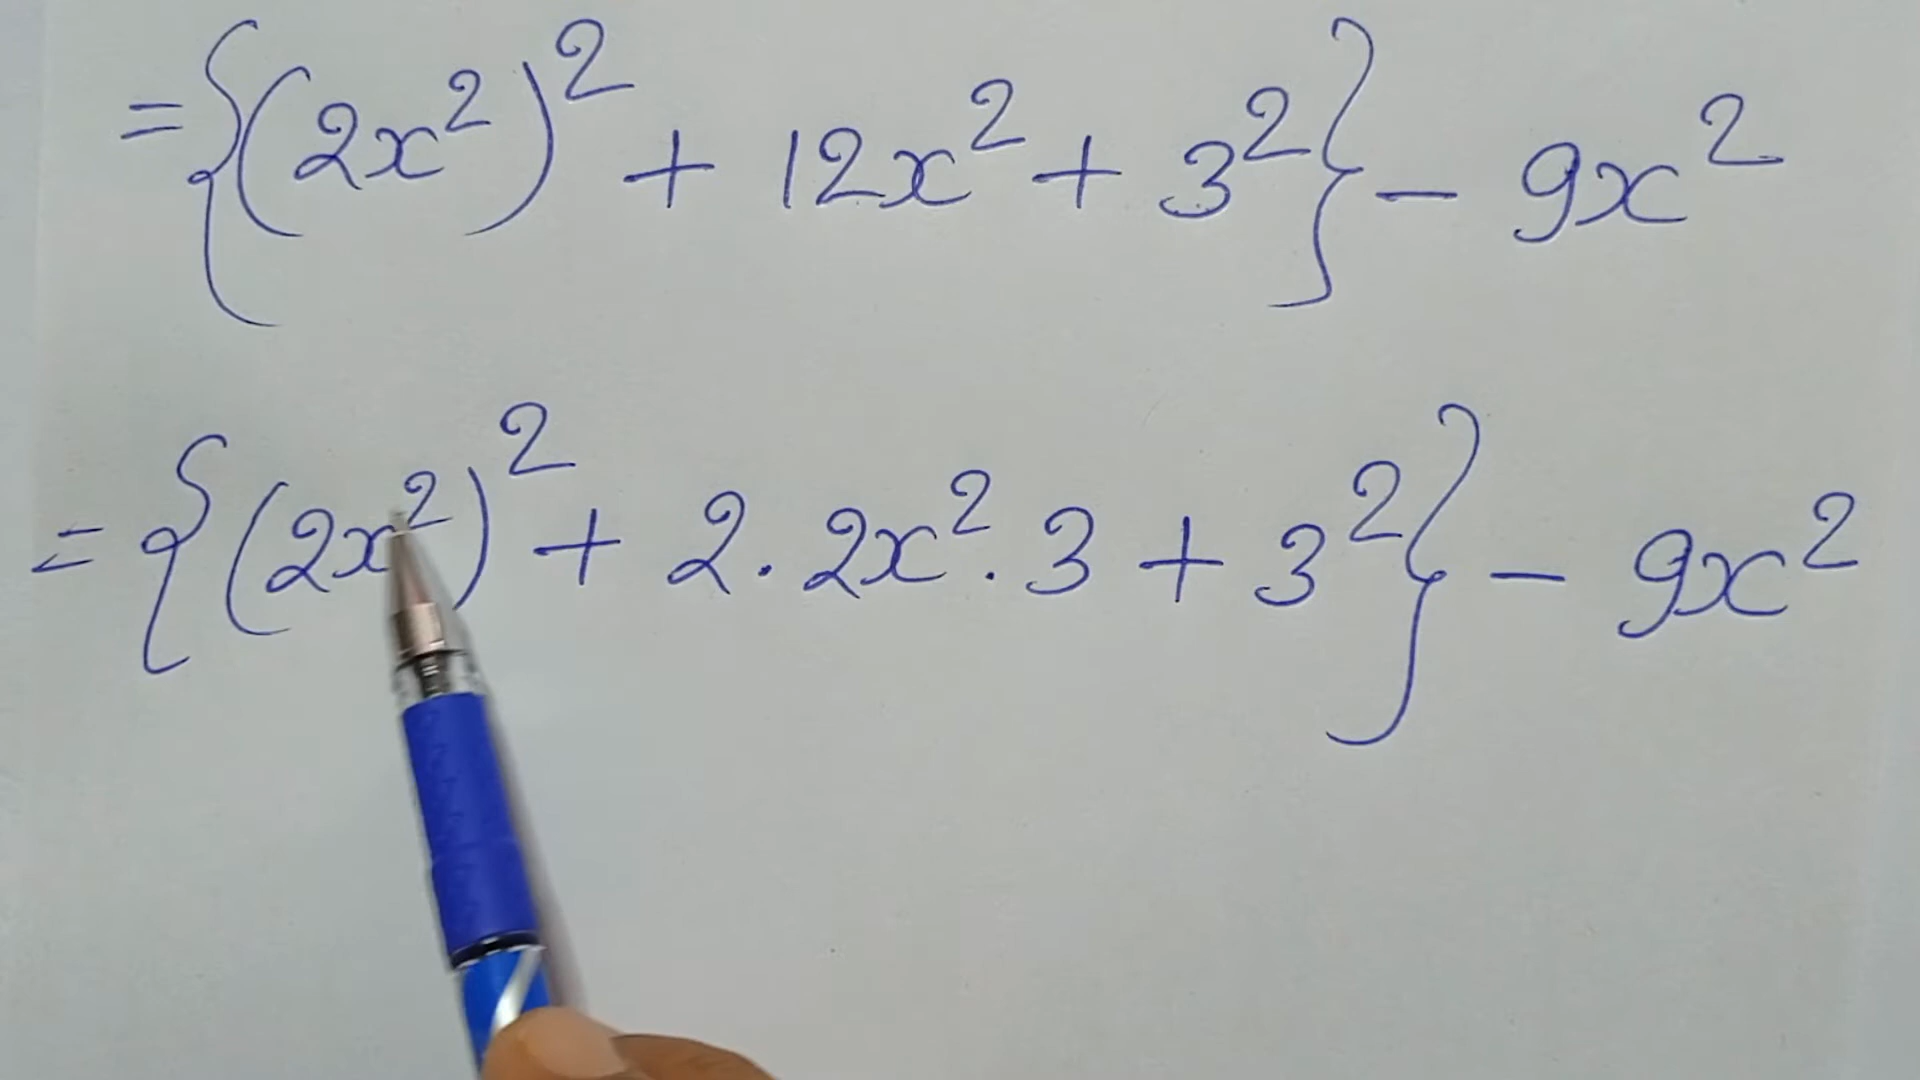 ={(2x²)² + 12x² + 3²} - 9x²
= {(2x²)² + 2.2x².3 + 3²} - 9x²